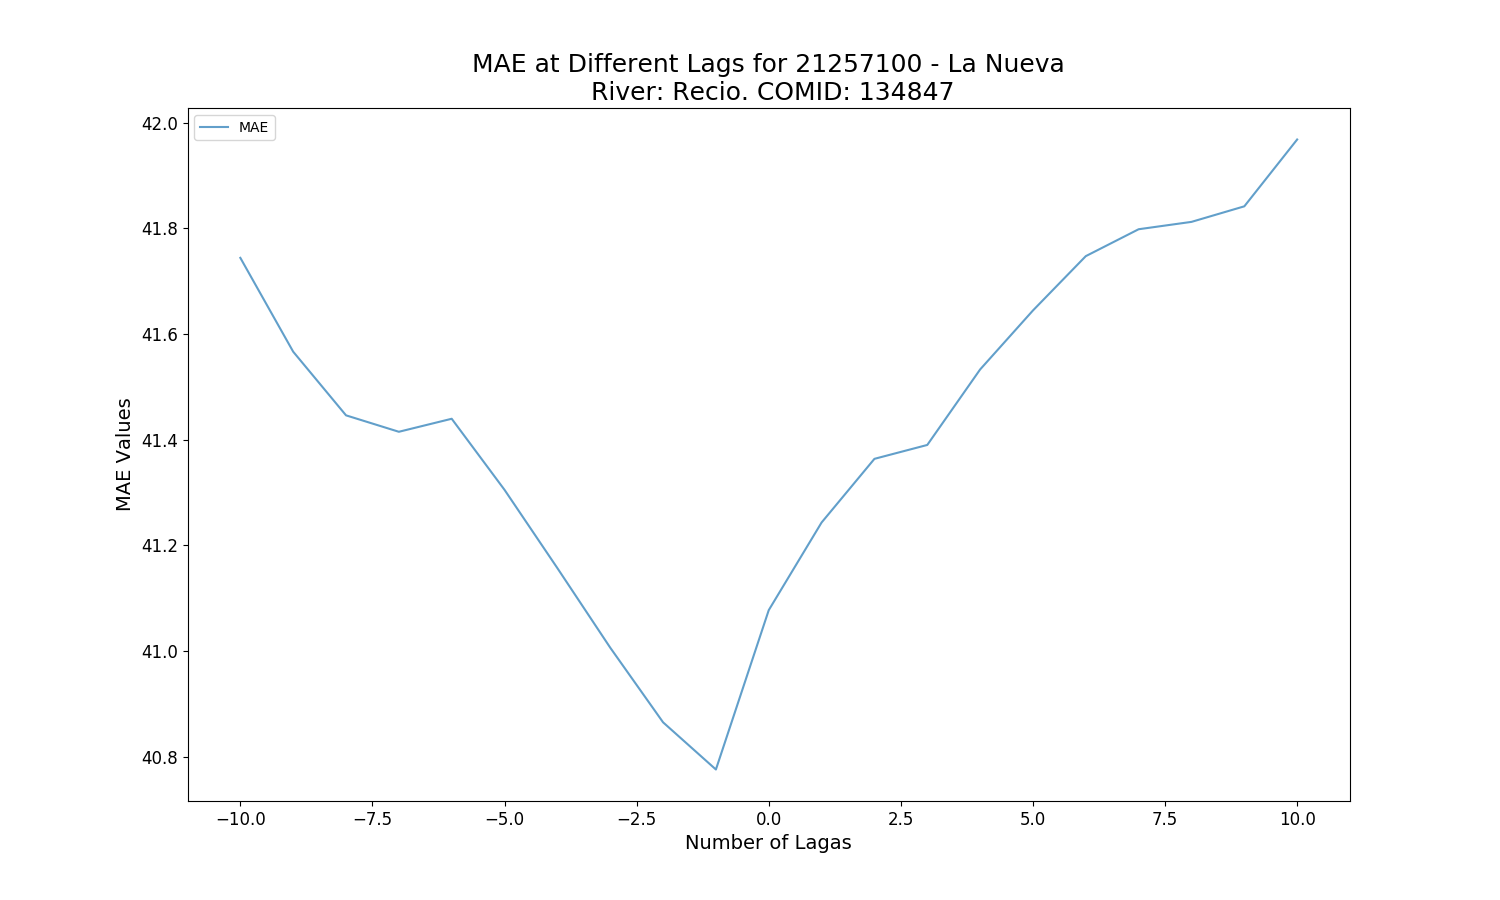 MAE at Different Lags for 21257100 - La Nueva
River: Recio. COMID: 134847
MAE
42.0
41.8
41.6
41.4
41.2
41.0
40.8
MAE Values
−10.0 −7.5 −5.0 −2.5 0.0 2.5 5.0 7.5 10.0
Number of Lagas